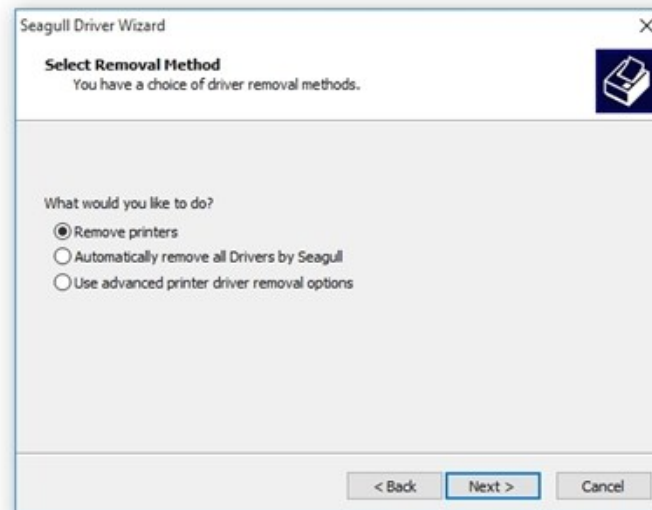 Seagull Driver Wizard
Select Removal Method
You have a choice of driver removal methods.
What would you like to do?
Remove printers
Automatically remove all Drivers by Seagull
Use advanced printer driver removal options
< Back Next > Cancel